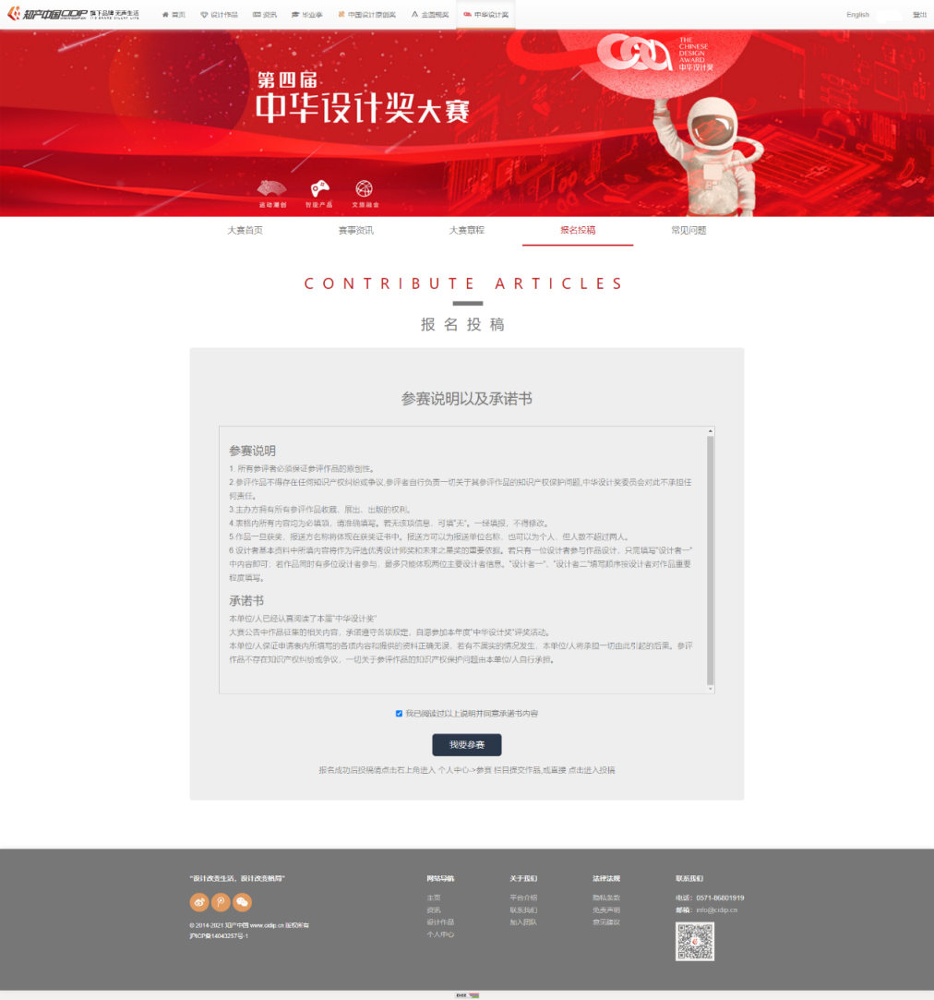 知产中国CIDIP 旗下品牌 无声生活
首页 设计作品 资讯 毕业季 中国设计原创奖 金圆规奖 中华设计奖
English 登出
THE
CHINESE
DESIGN
AWARD
中华设计奖
第四届
中华设计奖大赛
运动潮创 智能产品 文旅融合
大赛首页 赛事资讯 大赛章程 报名投稿 常见问题
CONTRIBUTE ARTICLES
报名投稿
参赛说明以及承诺书
参赛说明
1. 所有参评者必须保证参评作品的原创性。
2.参评作品不得存在任何知识产权纠纷或争议,参评者自行负责一切关于其参评作品的知识产权保护问题,中华设计奖委员会对此不承担任
何责任。
3.主办方拥有所有参评作品收藏、展出、出版的权利。
4.表格内所有内容均为必填项，请准确填写。若无该项信息，可填"无"。一经填报，不得修改。
5.作品一旦获奖，报送方名称将体现在获奖证书中。报送方可以为报送单位名称，也可以为个人，但人数不超过两人。
6.设计者基本资料中所填内容将作为评选优秀设计师奖和未来之星奖的重要依据。若只有一位设计者参与作品设计，只需填写"设计者一"
中内容即可；若作品同时有多位设计者参与，最多只能体现两位主要设计者信息。"设计者一"、"设计者二"填写顺序按设计者对作品重要
程度填写。
承诺书
本单位/人已经认真阅读了本届"中华设计奖"
大赛公告中作品征集的相关内容，承诺遵守各项规定，自愿参加本年度"中华设计奖"评奖活动。
本单位/人保证申请表内所填写的各项内容和提供的资料正确无误，若有不属实的情况发生，本单位/人将承担一切由此引起的后果。参评
作品不存在知识产权纠纷或争议，一切关于参评作品的知识产权保护问题由本单位/人自行承担。
我已阅读过以上说明并同意承诺书内容
我要参赛
报名成功后投稿请点击右上角进入 个人中心->参赛 栏目提交作品,或直接 点击进入投稿
"设计改变生活，设计改变格局"
© 2014-2021 知产中国 www.cidip.cn 版权所有
沪ICP备14043257号-1
网站导航
主页
资讯
设计作品
个人中心
关于我们
平台介绍
联系我们
加入团队
法律法规
隐私条款
免责声明
意见建议
联系我们
电话：0571-86801919
邮箱：info@cidip.cn